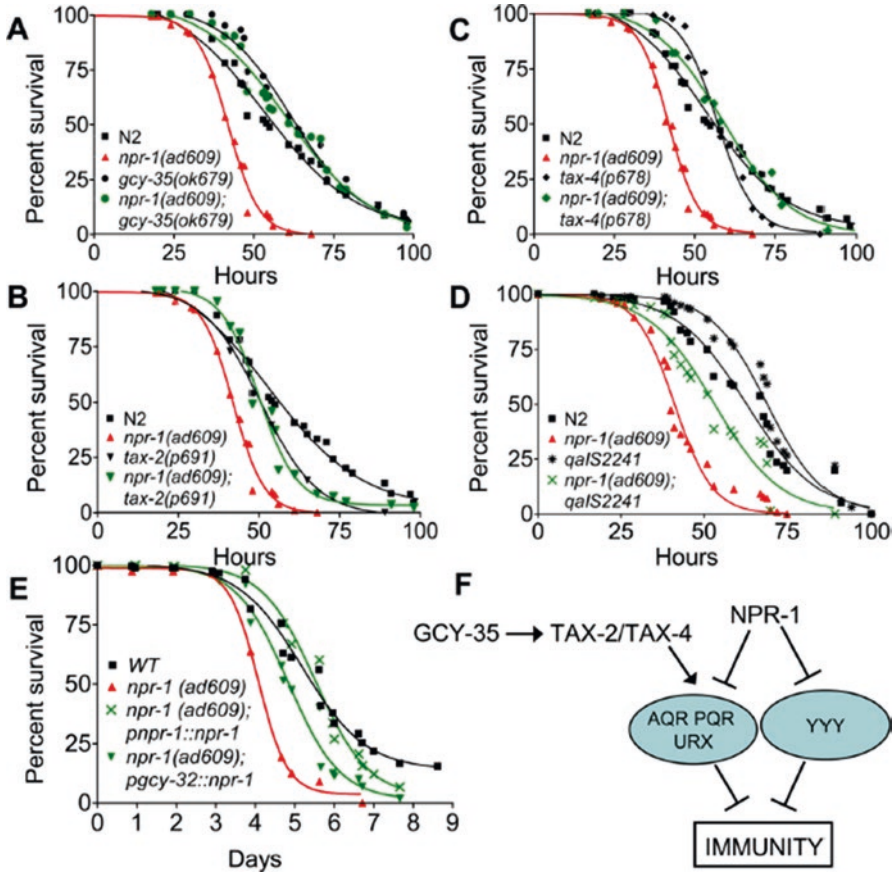 A
Percent survival
100
75
50
25
0
N2
npr-1(ad609)
gcy-35(ok679)
npr-1(ad609);
gcy-35(ok679)
0 25 50 75 100
Hours
C
Percent survival
100
75
50
25
0
N2
npr-1(ad609)
tax-4(p678)
npr-1(ad609);
tax-4(p678)
0 25 50 75 100
Hours
B
Percent survival
100
75
50
25
0
N2
npr-1(ad609)
tax-2(p691)
npr-1(ad609);
tax-2(p691)
0 25 50 75 100
Hours
D
Percent survival
100
75
50
25
0
N2
npr-1(ad609)
qaIS2241
npr-1(ad609);
qaIS2241
0 25 50 75 100
Hours
E
Percent survival
100
75
50
25
0
WT
npr-1 (ad609)
npr-1 (ad609);
pnpr-1::npr-1
npr-1(ad609);
pgcy-32::npr-1
0 1 2 3 4 5 6 7 8 9
Days
F
GCY-35 TAX-2/TAX-4 NPR-1
AQR PQR
URX
YYY
IMMUNITY